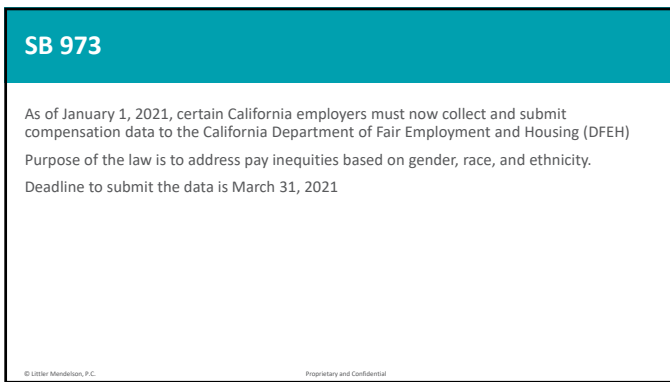 SB 973
As of January 1, 2021, certain California employers must now collect and submit
compensation data to the California Department of Fair Employment and Housing (DFEH)
Purpose of the law is to address pay inequities based on gender, race, and ethnicity.
Deadline to submit the data is March 31, 2021
© Littler Mendelson, P.C. Proprietary and Confidential